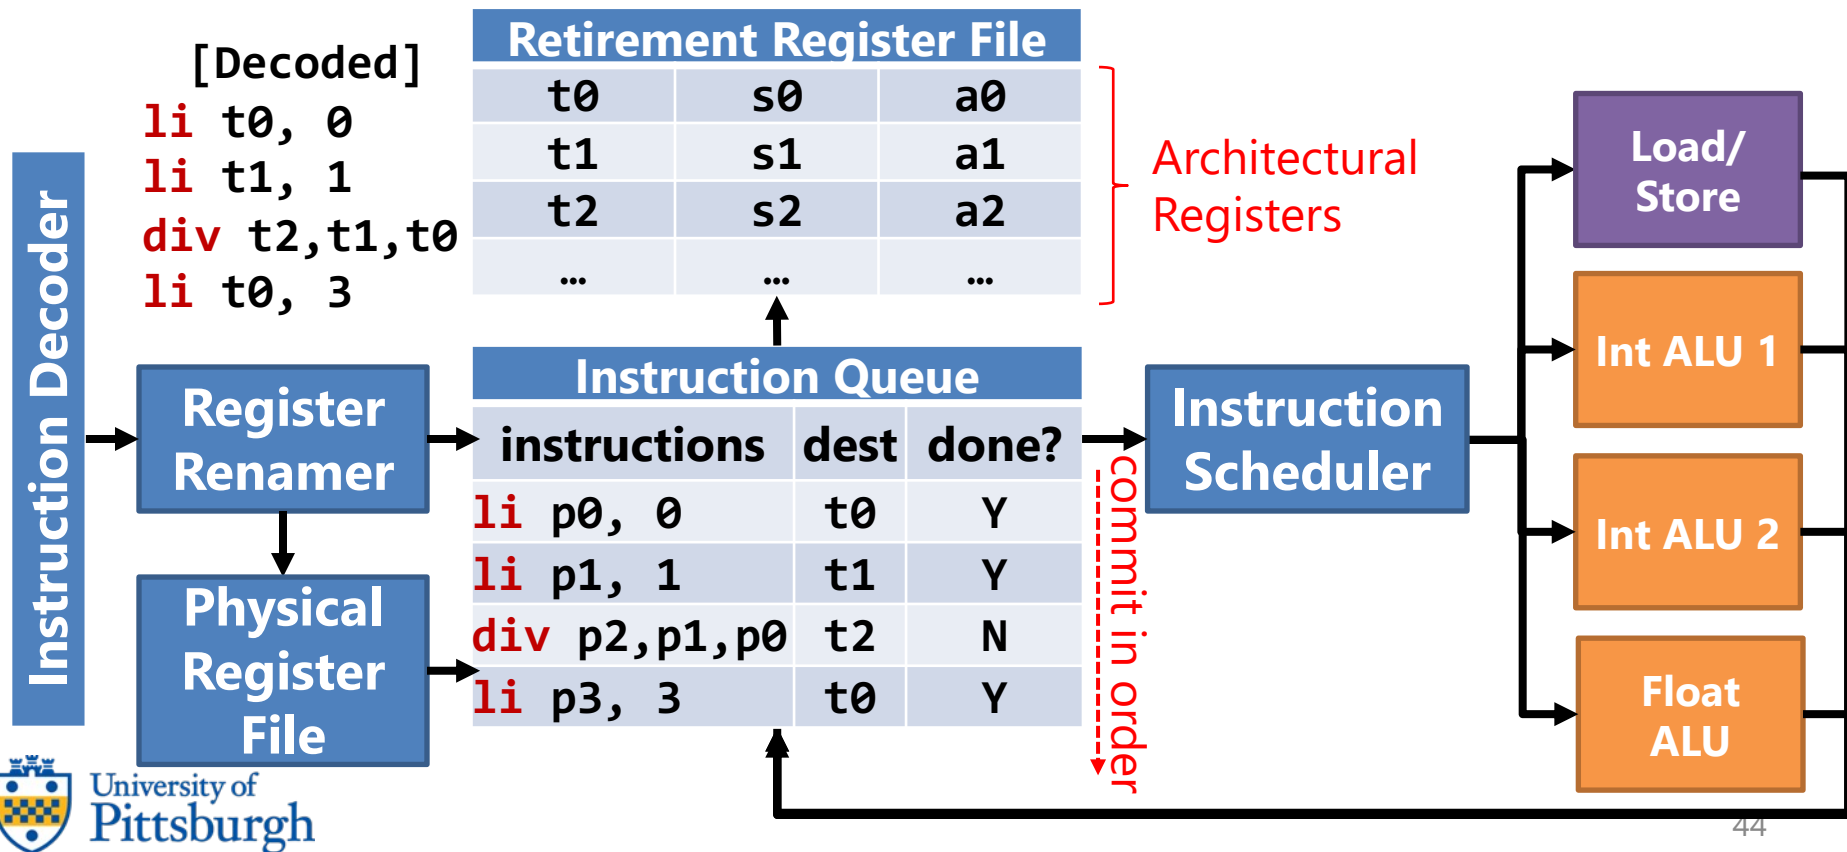 [Decoded]
li t0, 0
li t1, 1
div t2,t1,t0
li t0, 3
Instruction Decoder
Retirement Register File
t0 s0 a0
t1 s1 a1
t2 s2 a2
… … …
Architectural
Registers
Register
Renamer
Physical
Register
File
Instruction Queue
instructions dest done?
li p0, 0 t0 Y
li p1, 1 t1 Y
div p2,p1,p0 t2 N
li p3, 3 t0 Y
commit in order
Instruction
Scheduler
Load/
Store
Int ALU 1
Int ALU 2
Float
ALU
University of
Pittsburgh
44